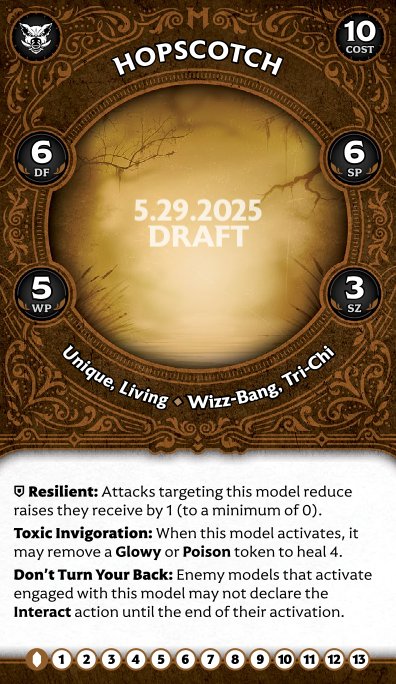 M
10
COST
HOPSCOTCH
6
DF
6
SP
5.29.2025
DRAFT
5
WP
3
SZ
Unique, Living ◆ Wizz-Bang, Tri-Chi
Resilient: Attacks targeting this model reduce
raises they receive by 1 (to a minimum of 0).
Toxic Invigoration: When this model activates, it
may remove a Glowy or Poison token to heal 4.
Don't Turn Your Back: Enemy models that activate
engaged with this model may not declare the
Interact action until the end of their activation.
1 2 3 4 5 6 7 8 9 10 11 12 13